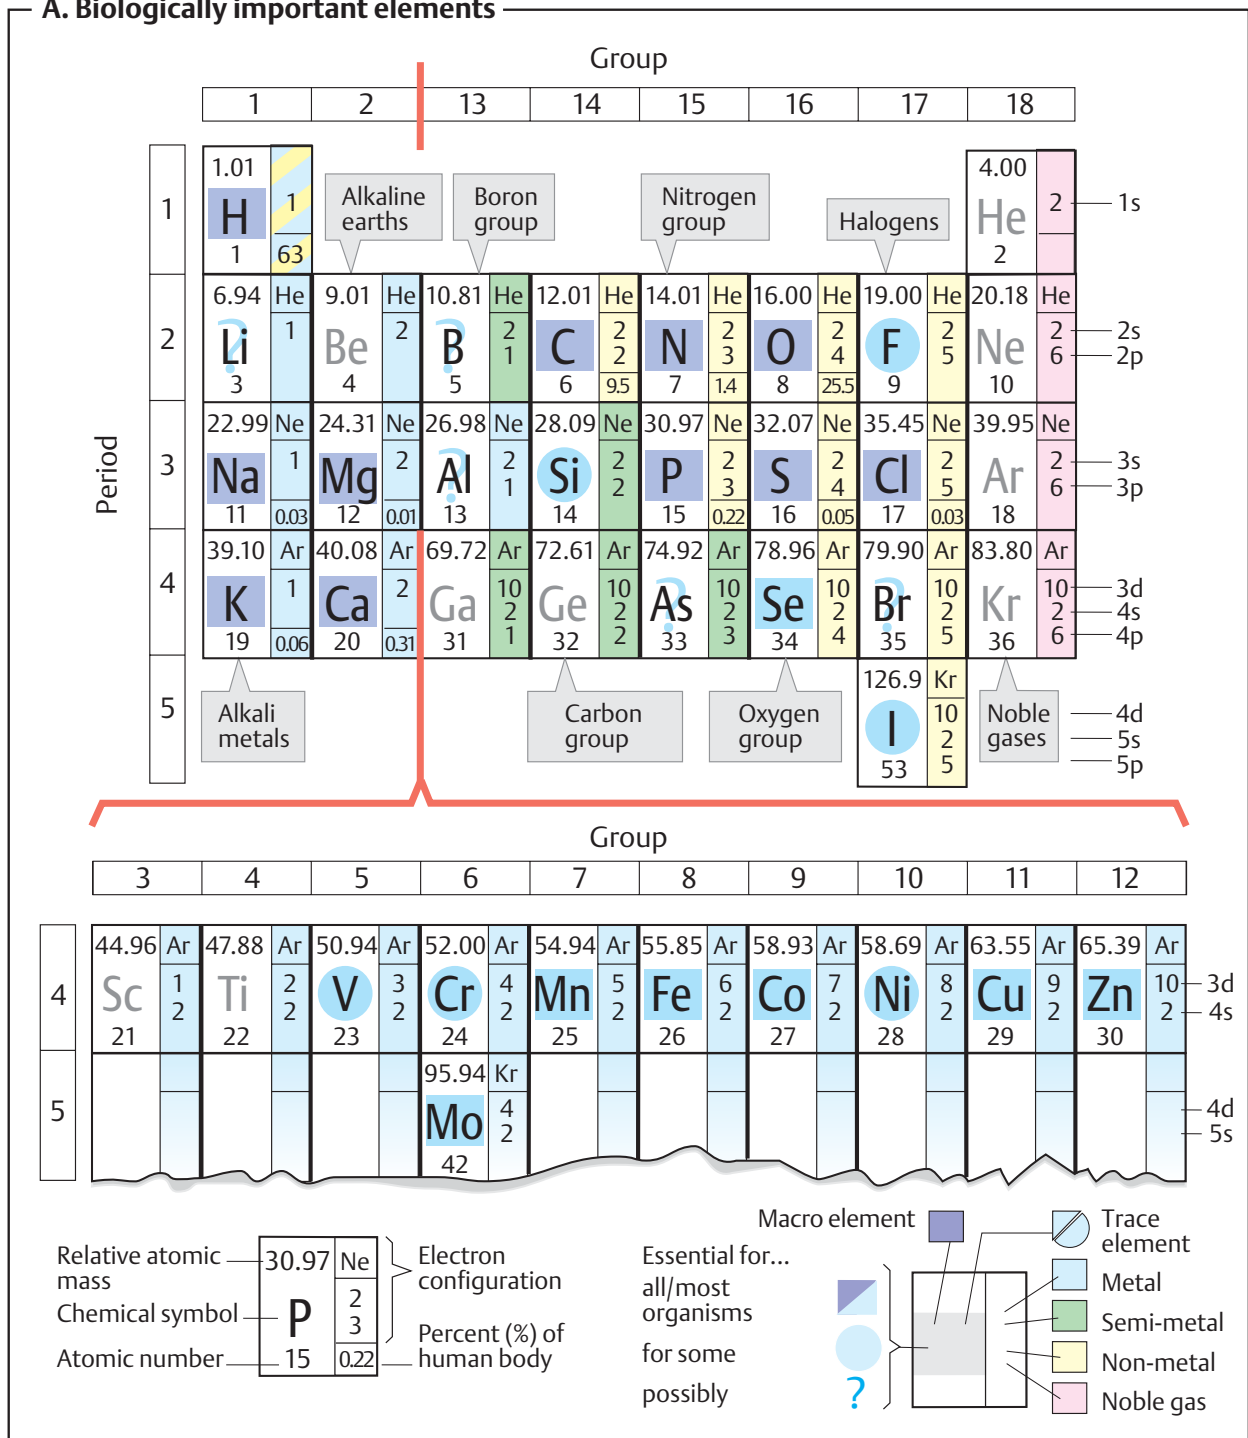 A. Biologically important elements
Group
1 2 13 14 15 16 17 18
Period
1
1.01
H
1
1
63
Alkaline
earths
Boron
group
Nitrogen
group
Halogens
4.00
He
2
2
1s
2
6.94 He
Li
?
3
1
9.01 He
Be
4
2
10.81 He
B
?
5
2
1
12.01 He
C
6
2
2
9.5
14.01 He
N
7
2
3
1.4
16.00 He
O
8
2
4
25.5
19.00 He
F
9
2
5
20.18 He
Ne
10
2
6
2s
2p
3
22.99 Ne
Na
11
1
0.03
24.31 Ne
Mg
12
2
0.01
26.98 Ne
Al
?
13
2
1
28.09 Ne
Si
14
2
2
30.97 Ne
P
15
2
3
0.22
32.07 Ne
S
16
2
4
0.05
35.45 Ne
Cl
17
2
5
0.03
39.95 Ne
Ar
18
2
6
3s
3p
4
39.10 Ar
K
19
1
0.06
40.08 Ar
Ca
20
2
0.31
69.72 Ar
Ga
31
10
2
1
72.61 Ar
Ge
32
10
2
2
74.92 Ar
As
?
33
10
2
3
78.96 Ar
Se
34
10
2
4
79.90 Ar
Br
?
35
10
2
5
83.80 Ar
Kr
36
10
2
6
3d
4s
4p
5
Alkali
metals
Carbon
group
Oxygen
group
126.9 Kr
I
53
10
2
5
Noble
gases
4d
5s
5p
Group
3 4 5 6 7 8 9 10 11 12
4
44.96 Ar
Sc
21
1
2
47.88 Ar
Ti
22
2
2
50.94 Ar
V
23
3
2
52.00 Ar
Cr
24
4
2
54.94 Ar
Mn
25
5
2
55.85 Ar
Fe
26
6
2
58.93 Ar
Co
27
7
2
58.69 Ar
Ni
28
8
2
63.55 Ar
Cu
29
9
2
65.39 Ar
Zn
30
10
2
3d
4s
5
95.94 Kr
Mo
42
4
2
4d
5s
Relative atomic
mass
Chemical symbol
Atomic number
30.97 Ne
P
15
2
3
0.22
Electron
configuration
Percent (%) of
human body
Macro element
Essential for...
all/most
organisms
for some
possibly
?
Trace
element
Metal
Semi-metal
Non-metal
Noble gas